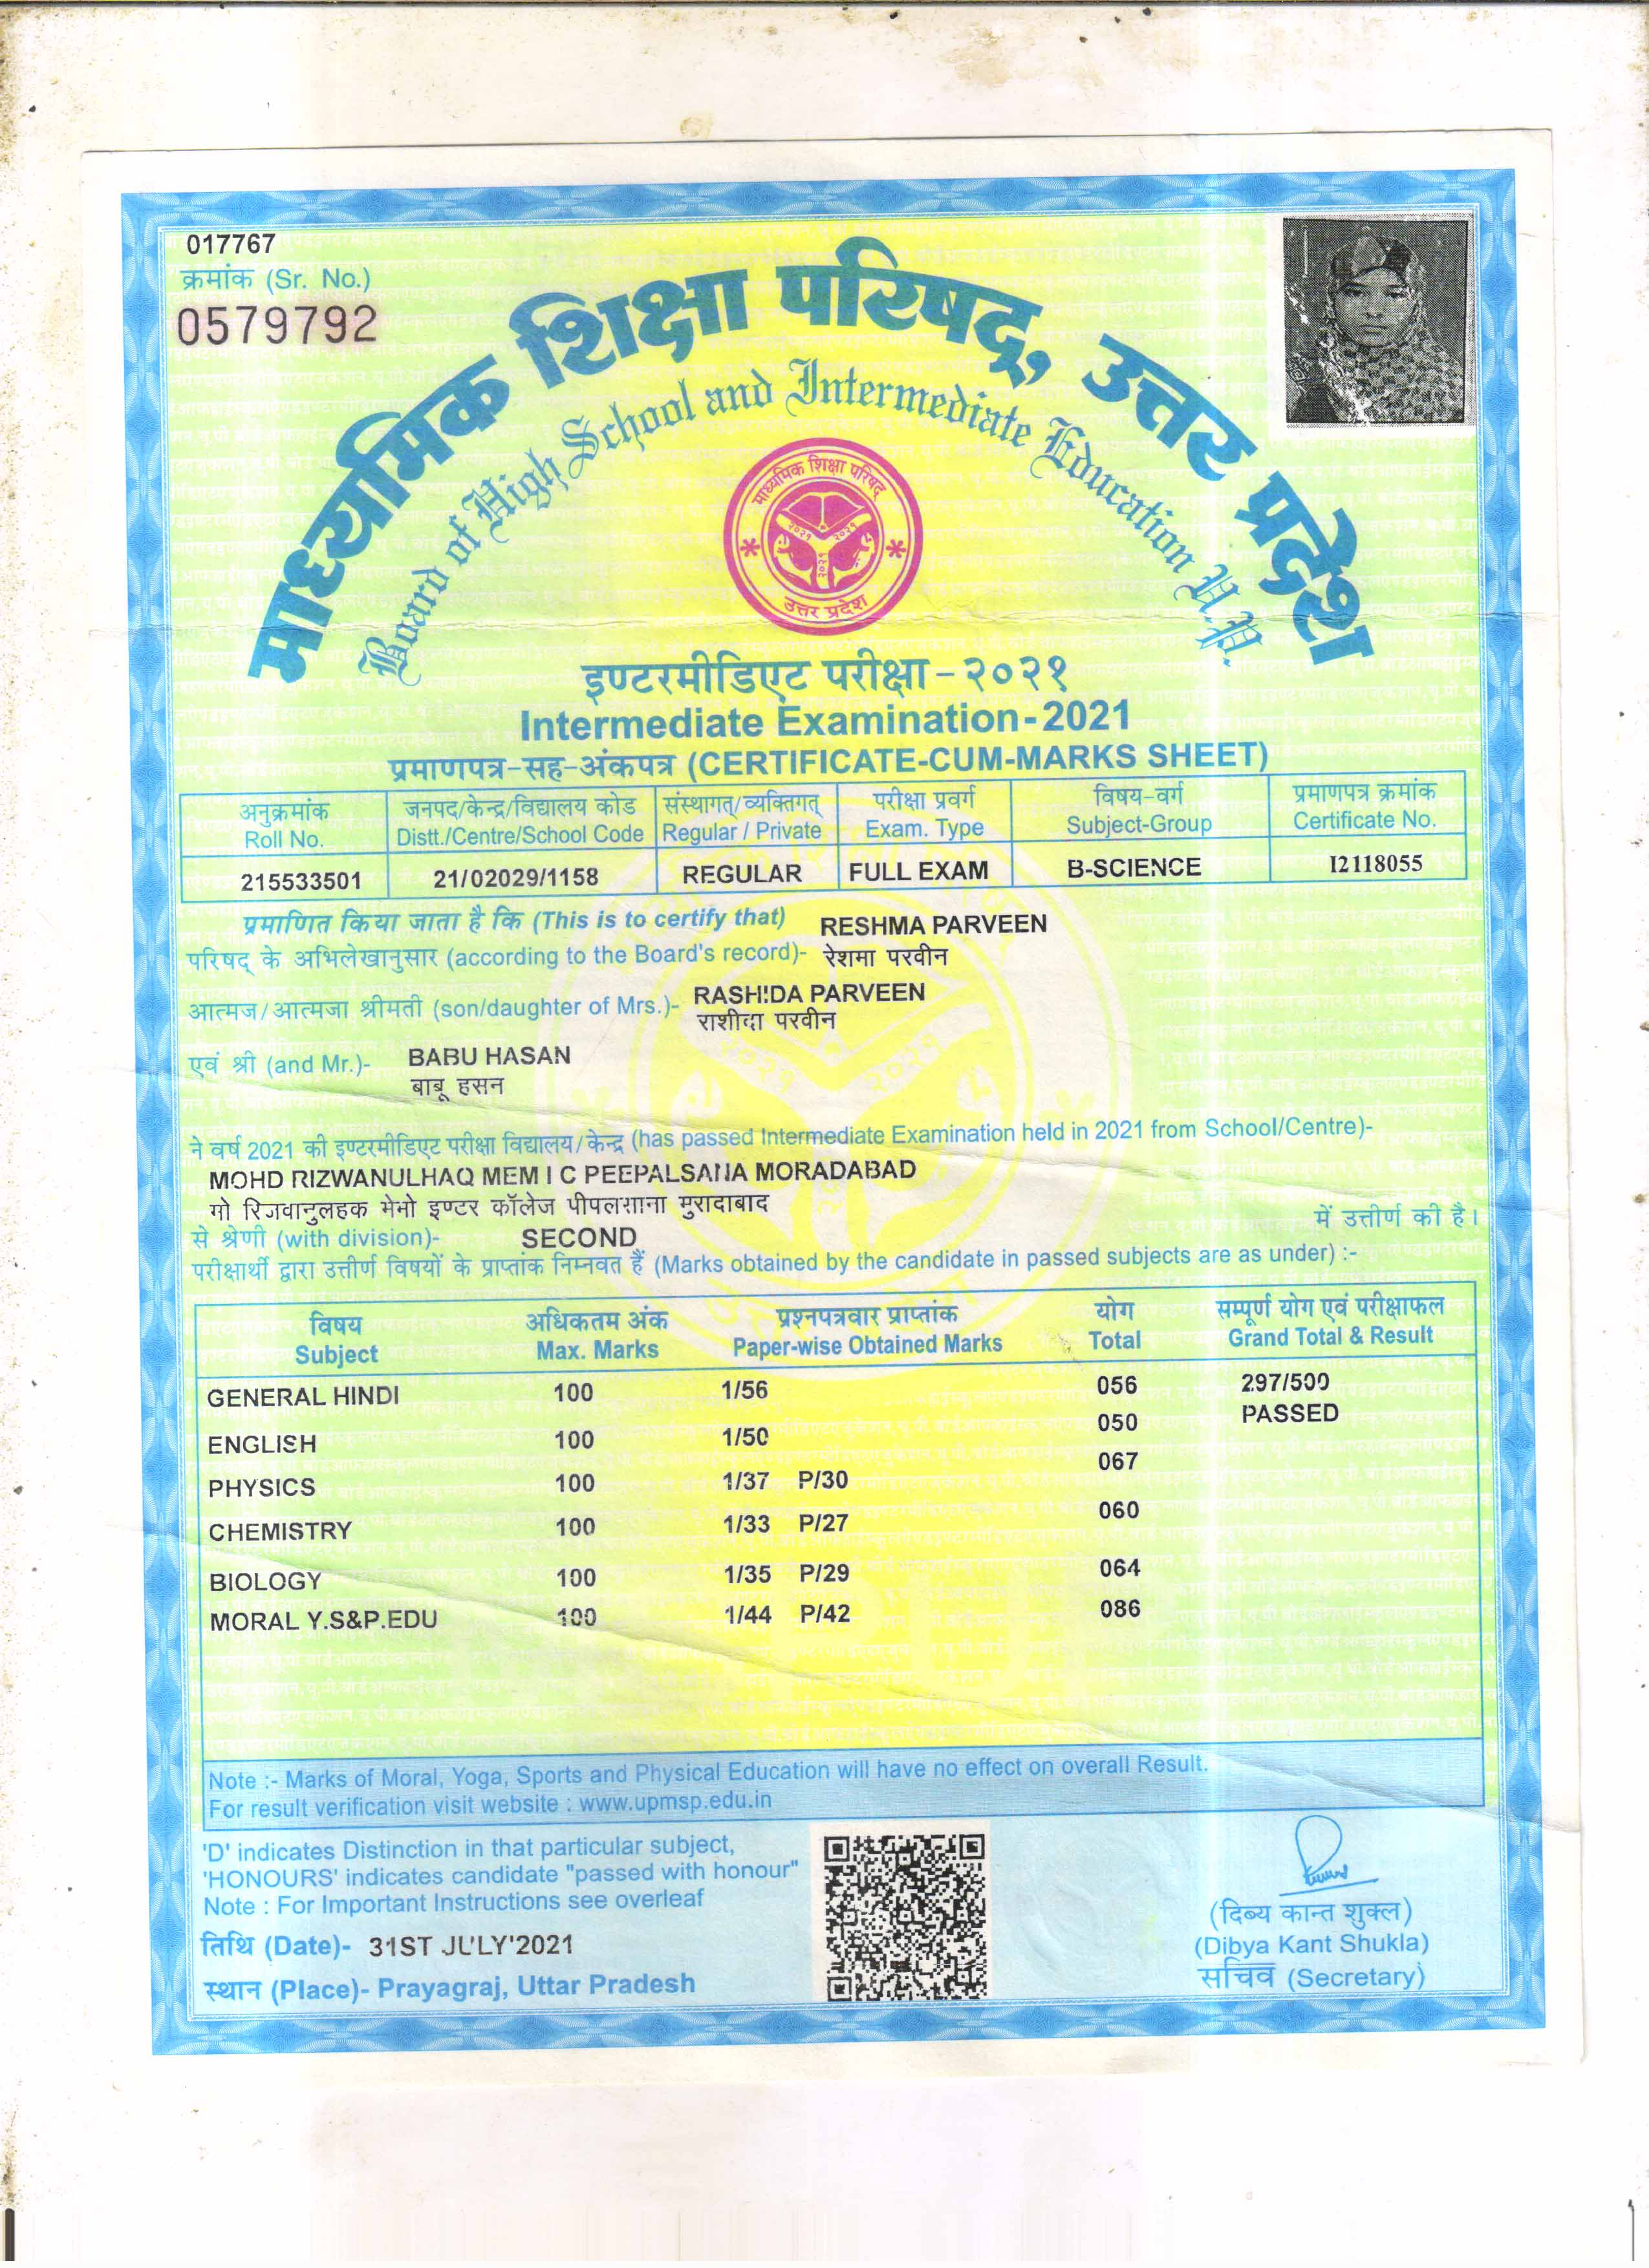 017767
क्रमांक (Sr. No.)
0579792
माध्यमिक शिक्षा परिषद्, उत्तर प्रदेश
Board of High School and Intermediate Education U.P.
माध्यमिक शिक्षा परिषद्
२०२१ २०२१
२०२१
उत्तर प्रदेश
इण्टरमीडिएट परीक्षा - २०२१
Intermediate Examination - 2021
प्रमाणपत्र-सह-अंकपत्र (CERTIFICATE-CUM-MARKS SHEET)
अनुक्रमांक जनपद/केन्द्र/विद्यालय कोड संस्थागत्/व्यक्तिगत् परीक्षा प्रवर्ग विषय-वर्ग प्रमाणपत्र क्रमांक
Roll No. Distt./Centre/School Code Regular / Private Exam. Type Subject-Group Certificate No.
215533501 21/02029/1158 REGULAR FULL EXAM B-SCIENCE I2118055
प्रमाणित किया जाता है कि (This is to certify that) RESHMA PARVEEN
परिषद् के अभिलेखानुसार (according to the Board's record)- रेशमा परवीन
आत्मज/आत्मजा श्रीमती (son/daughter of Mrs.)- RASHIDA PARVEEN
राशीदा परवीन
एवं श्री (and Mr.)- BABU HASAN
बाबू हसन
ने वर्ष 2021 की इण्टरमीडिएट परीक्षा विद्यालय/केन्द्र (has passed Intermediate Examination held in 2021 from School/Centre)-
MOHD RIZWANULHAQ MEM I C PEEPALSANA MORADABAD
मो रिजवानुलहक मेमो इण्टर कॉलेज पीपलसाना मुरादाबाद
में उत्तीर्ण की है।
से श्रेणी (with division)- SECOND
परीक्षार्थी द्वारा उत्तीर्ण विषयों के प्राप्तांक निम्नवत हैं (Marks obtained by the candidate in passed subjects are as under) :-
विषय अधिकतम अंक प्रश्नपत्रवार प्राप्तांक योग सम्पूर्ण योग एवं परीक्षाफल
Subject Max. Marks Paper-wise Obtained Marks Total Grand Total & Result
GENERAL HINDI 100 1/56 056 297/500
PASSED
ENGLISH 100 1/50 050
PHYSICS 100 1/37 P/30 067
CHEMISTRY 100 1/33 P/27 060
BIOLOGY 100 1/35 P/29 064
MORAL Y.S&P.EDU 100 1/44 P/42 086
Note :- Marks of Moral, Yoga, Sports and Physical Education will have no effect on overall Result.
For result verification visit website : www.upmsp.edu.in
'D' indicates Distinction in that particular subject,
'HONOURS' indicates candidate "passed with honour"
Note : For Important Instructions see overleaf
तिथि (Date)- 31ST JULY'2021
स्थान (Place)- Prayagraj, Uttar Pradesh
(दिब्य कान्त शुक्ल)
(Dibya Kant Shukla)
सचिव (Secretary)